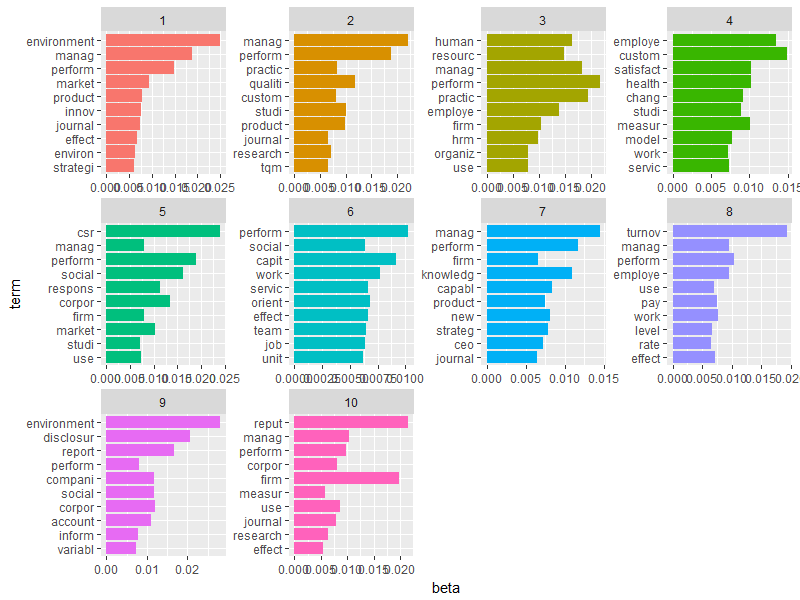 1
environment
manag
perform
market
product
innov
journal
effect
environ
strategi
0.000 0.005 0.010 0.015 0.020 0.025
2
manag
perform
practic
qualiti
custom
studi
product
journal
research
tqm
0.000 0.005 0.010 0.015 0.020
3
human
resourc
manag
perform
practic
employe
firm
hrm
organiz
use
0.000 0.005 0.010 0.015 0.020
4
employe
custom
satisfact
health
chang
studi
measur
model
work
servic
0.000 0.005 0.010 0.015
term
5
csr
manag
perform
social
respons
corpor
firm
market
studi
use
0.000 0.005 0.010 0.015 0.020 0.025
6
perform
social
capit
work
servic
orient
effect
team
job
unit
0.0000 0.0025 0.0050 0.0075 0.0100
7
manag
perform
firm
knowledg
capabl
product
new
strateg
ceo
journal
0.000 0.005 0.010 0.015
8
turnov
manag
perform
employe
use
pay
work
level
rate
effect
0.000 0.005 0.010 0.015 0.020
9
environment
disclosur
report
perform
compani
social
corpor
account
inform
variabl
0.00 0.01 0.02
10
reput
manag
perform
corpor
firm
measur
use
journal
research
effect
0.000 0.005 0.010 0.015 0.020
beta